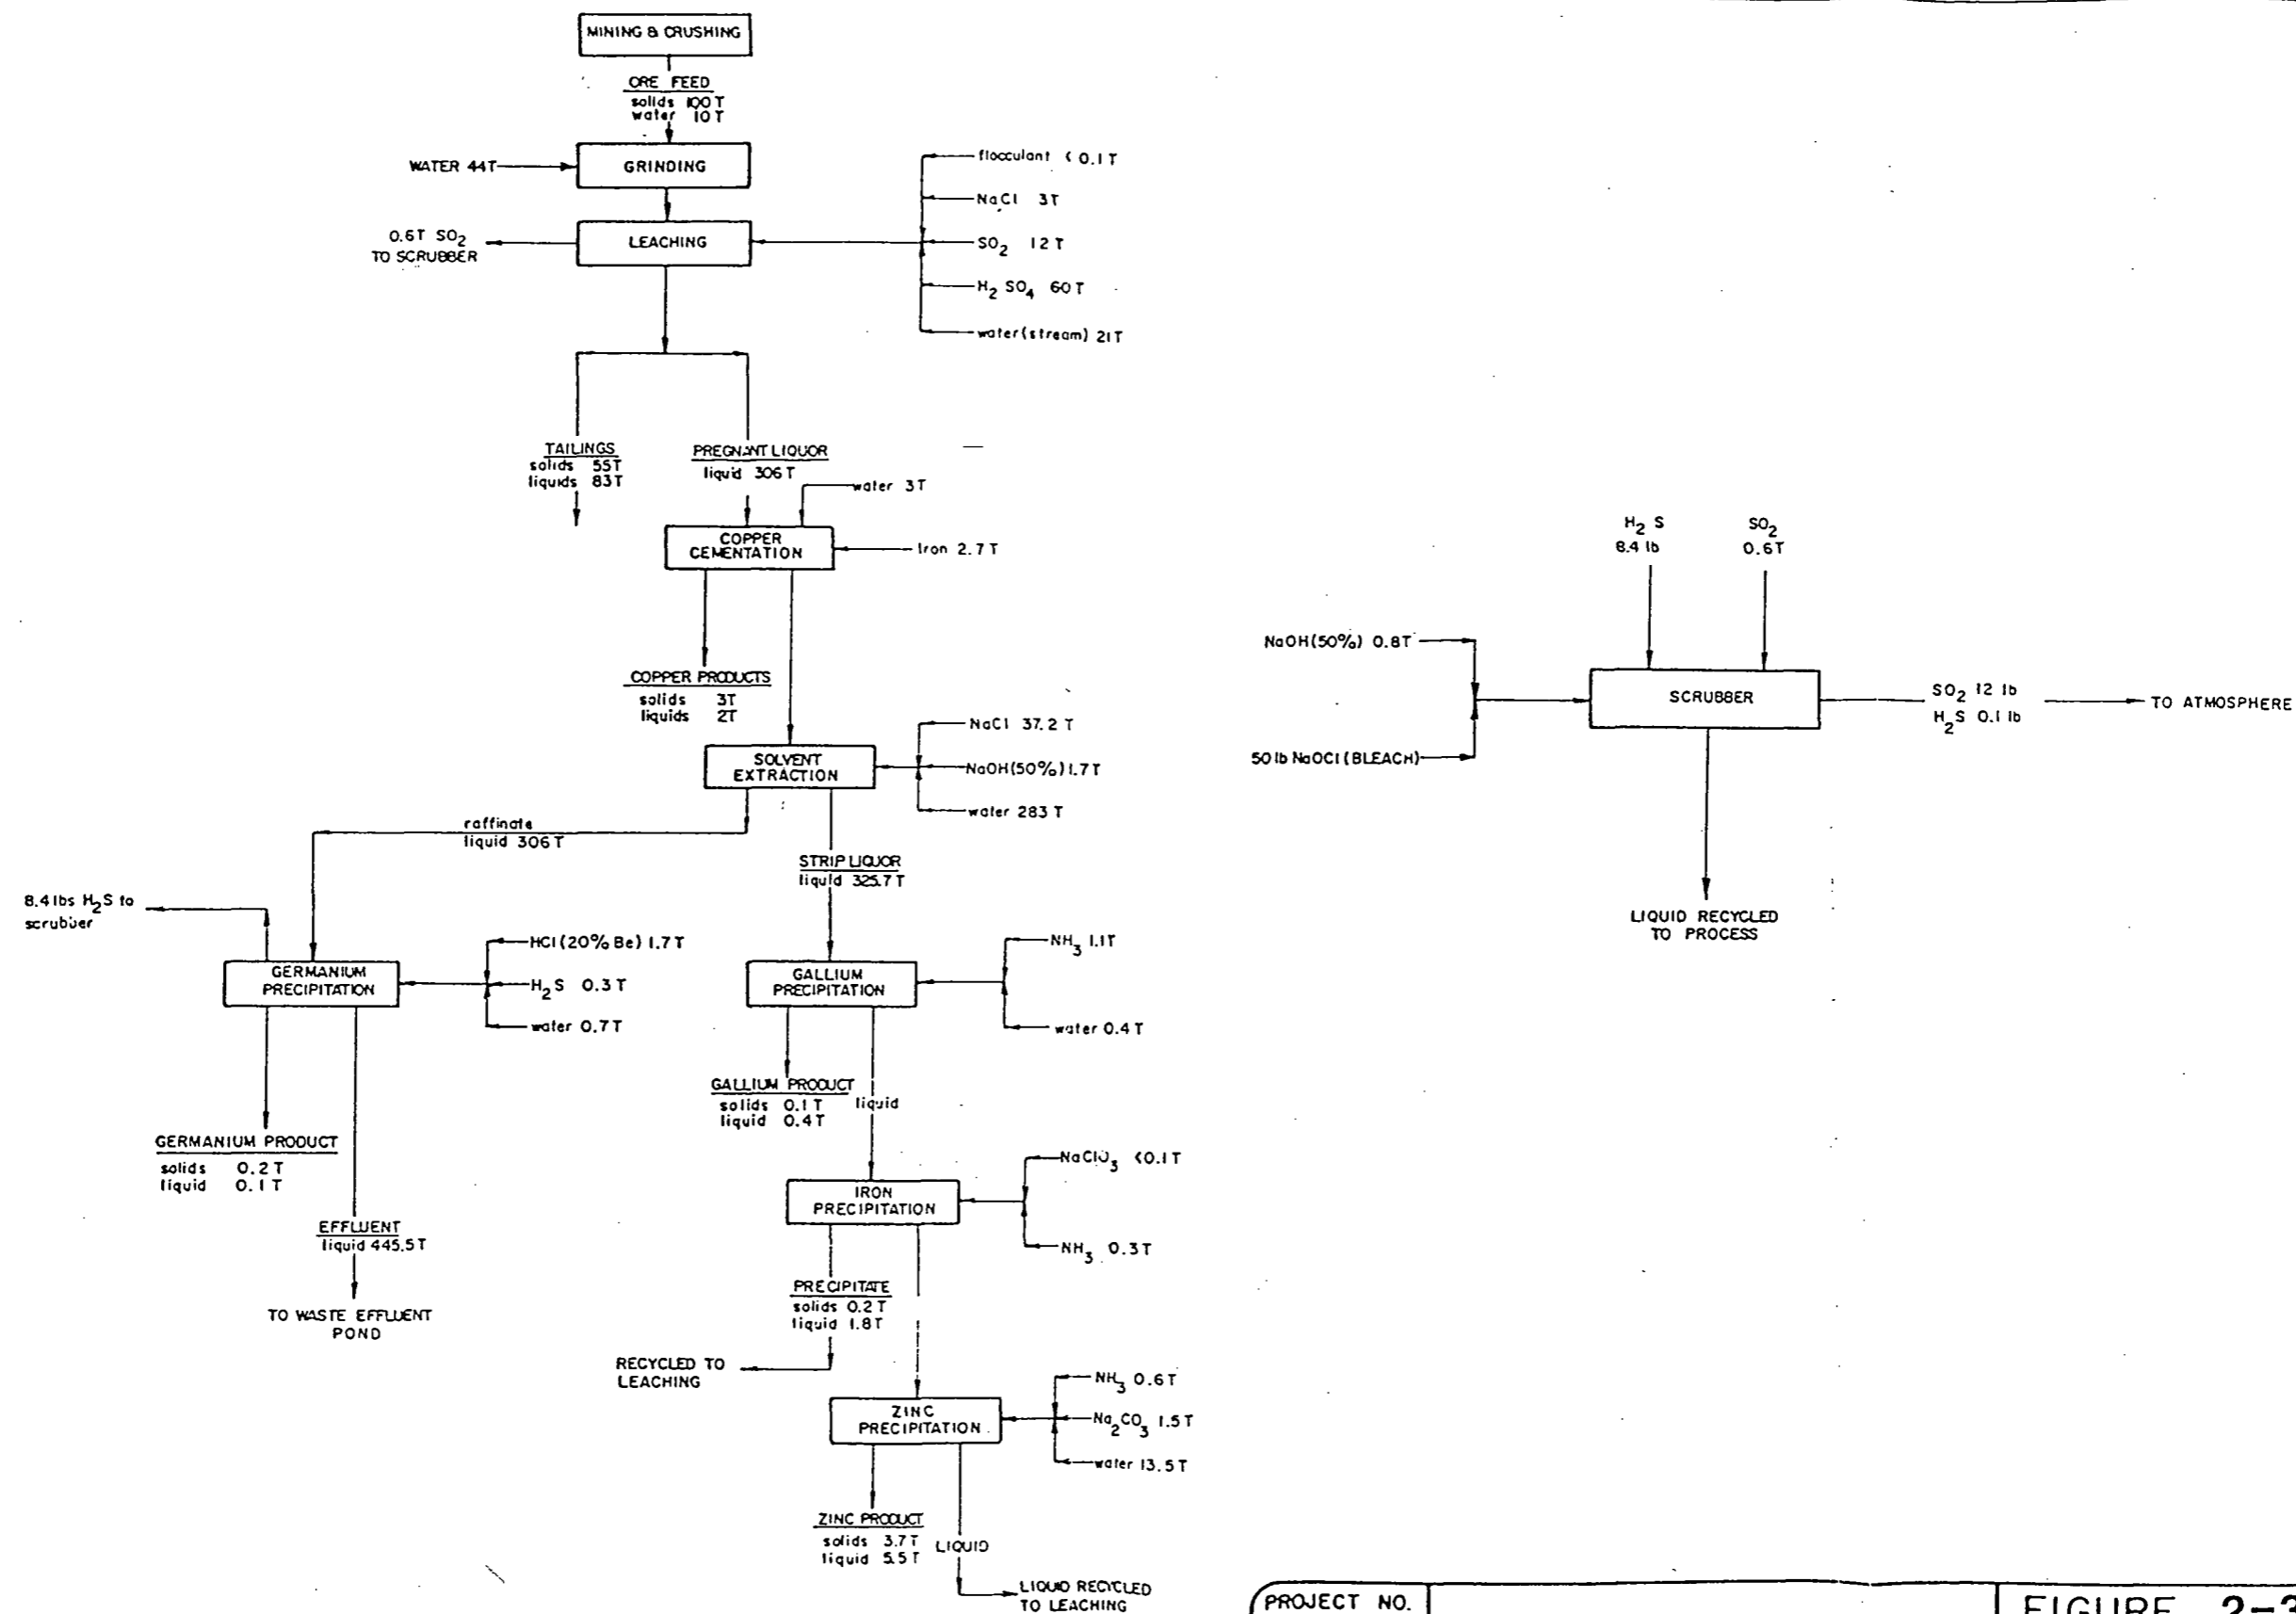 MINING & CRUSHING
ORE FEED
solids 100 T
water 10 T
WATER 44T
GRINDING
flocculant < 0.1 T
NaCl 3T
0.6T SO2
TO SCRUBBER
LEACHING
SO2 12 T
H2 SO4 60 T
water(stream) 21T
TAILINGS
solids 55T
liquids 83T
PREGNANT LIQUOR
liquid 306 T
water 3T
COPPER
CEMENTATION
Iron 2.7 T
COPPER PRODUCTS
solids 3T
liquids 2T
SOLVENT
EXTRACTION
NaCl 37.2 T
NaOH(50%) 1.7T
water 283 T
raffinate
liquid 306 T
STRIP LIQUOR
liquid 325.7 T
8.4 lbs H2S to
scrubber
HCl (20% Be) 1.7 T
GERMANIUM
PRECIPITATION
H2S 0.3 T
water 0.7 T
NH3 1.1T
GALLIUM
PRECIPITATION
water 0.4 T
GALLIUM PRODUCT
solids 0.1 T
liquid 0.4 T
liquid
GERMANIUM PRODUCT
solids 0.2 T
liquid 0.1 T
NaClO3 <0.1 T
IRON
PRECIPITATION
NH3 0.3T
EFFLUENT
liquid 445.5 T
TO WASTE EFFLUENT
POND
PRECIPITATE
solids 0.2 T
liquid 1.8T
RECYCLED TO
LEACHING
NH3 0.6 T
ZINC
PRECIPITATION
Na2CO3 1.5 T
water 13.5 T
ZINC PRODUCT
solids 3.7 T
liquid 5.5 T
LIQUID
LIQUID RECYCLED
TO LEACHING
H2 S
8.4 lb
SO2
0.6T
NaOH(50%) 0.8T
SCRUBBER
50 lb NaOCl (BLEACH)
SO2 12 lb
H2S 0.1 lb
TO ATMOSPHERE
LIQUID RECYCLED
TO PROCESS
PROJECT NO.
FIGURE 2-3